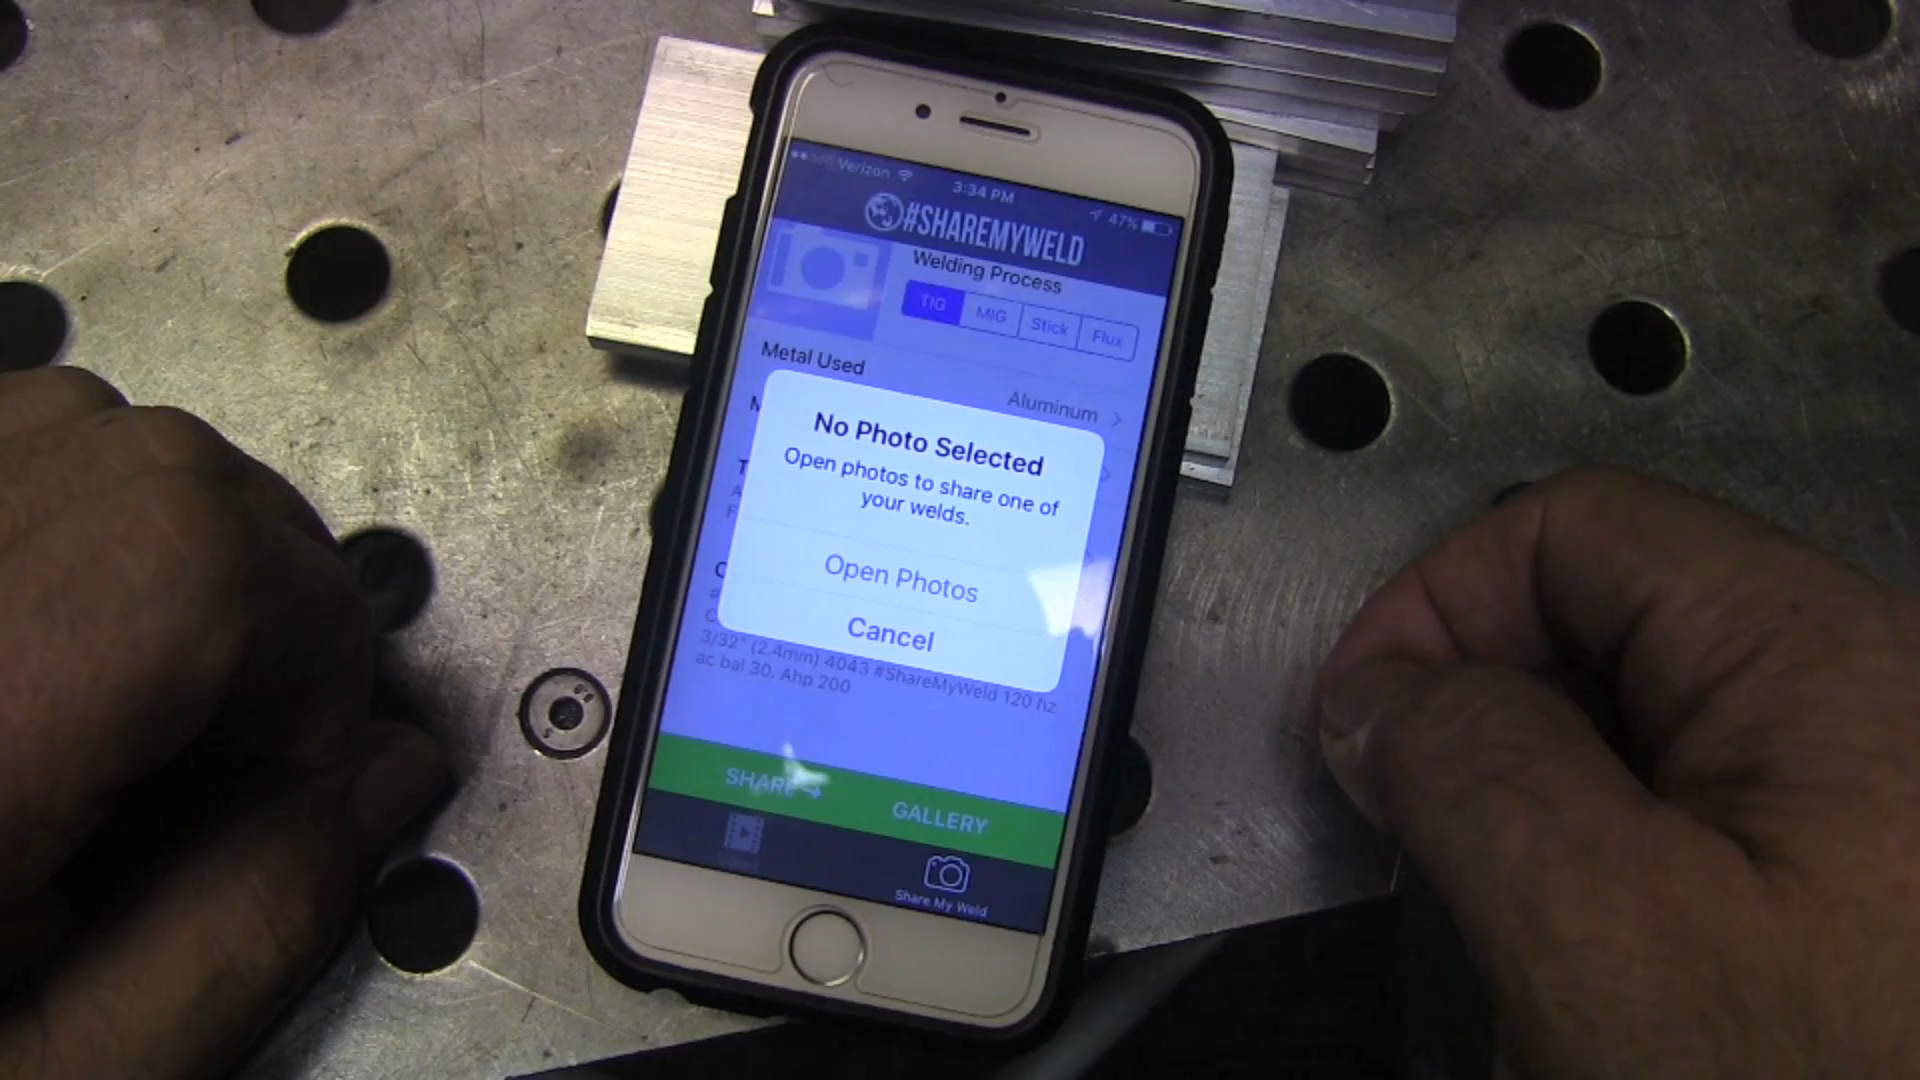 Verizon
3:34 PM
47%
#SHAREMYWELD
Welding Process
TIG MIG Stick Flux
Metal Used
Aluminum
No Photo Selected
Open photos to share one of
your welds.
Open Photos
Cancel
3/32" (2.4mm) 4043 #ShareMyWeld 120 hz
ac bal 30. Ahp 200
SHARE
GALLERY
Share My Weld